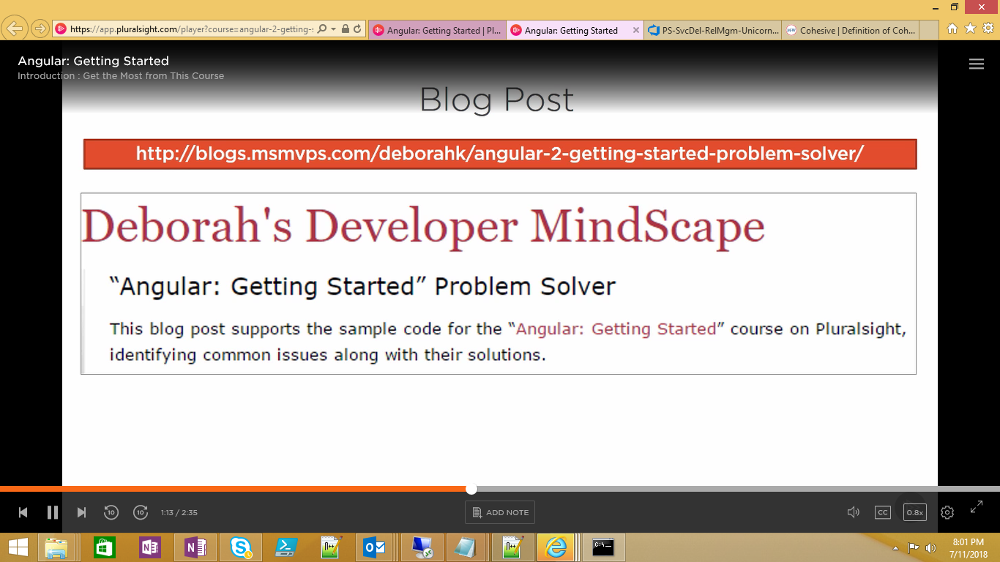 https://app.pluralsight.com/player?course=angular-2-getting-s
Angular: Getting Started | Pl...
Angular: Getting Started
PS-SvcDel-RelMgm-Unicorn...
Cohesive | Definition of Coh...
Angular: Getting Started
Introduction : Get the Most from This Course
Blog Post
http://blogs.msmvps.com/deborahk/angular-2-getting-started-problem-solver/
Deborah's Developer MindScape
“Angular: Getting Started” Problem Solver
This blog post supports the sample code for the “Angular: Getting Started” course on Pluralsight,
identifying common issues along with their solutions.
10
10
1:13 / 2:35
ADD NOTE
CC
0.8x
8:01 PM
7/11/2018